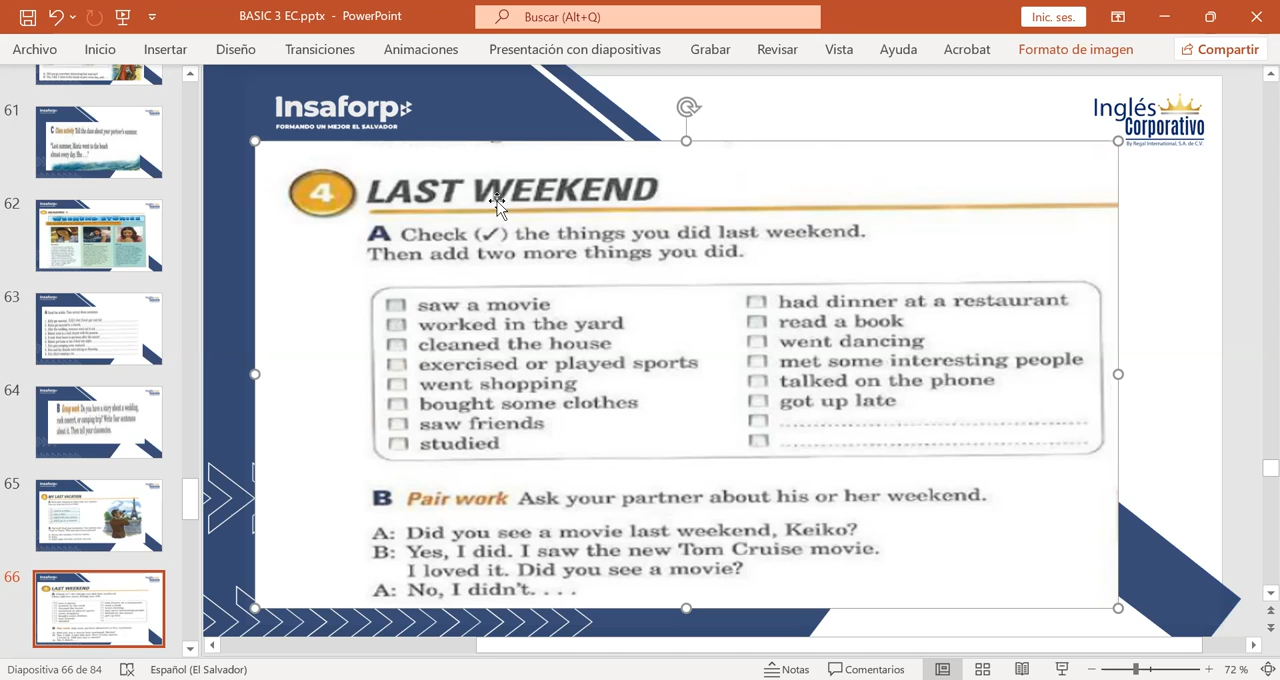 BASIC 3 EC.pptx - PowerPoint
Buscar (Alt+Q)
Inic. ses.
Archivo Inicio Insertar Diseño Transiciones Animaciones Presentación con diapositivas Grabar Revisar Vista Ayuda Acrobat Formato de imagen Compartir
61
62
63
64
65
66
Insaforp
FORMANDO UN MEJOR EL SALVADOR
Inglés
Corporativo
By Regal International, S.A. de C.V.
4 LAST WEEKEND
A Check (✓) the things you did last weekend.
Then add two more things you did.
saw a movie
worked in the yard
cleaned the house
exercised or played sports
went shopping
bought some clothes
saw friends
studied
had dinner at a restaurant
read a book
went dancing
met some interesting people
talked on the phone
got up late
B Pair work Ask your partner about his or her weekend.
A: Did you see a movie last weekend, Keiko?
B: Yes, I did. I saw the new Tom Cruise movie.
I loved it. Did you see a movie?
A: No, I didn't. . . .
Diapositiva 66 de 84 Español (El Salvador) Notas Comentarios 72 %